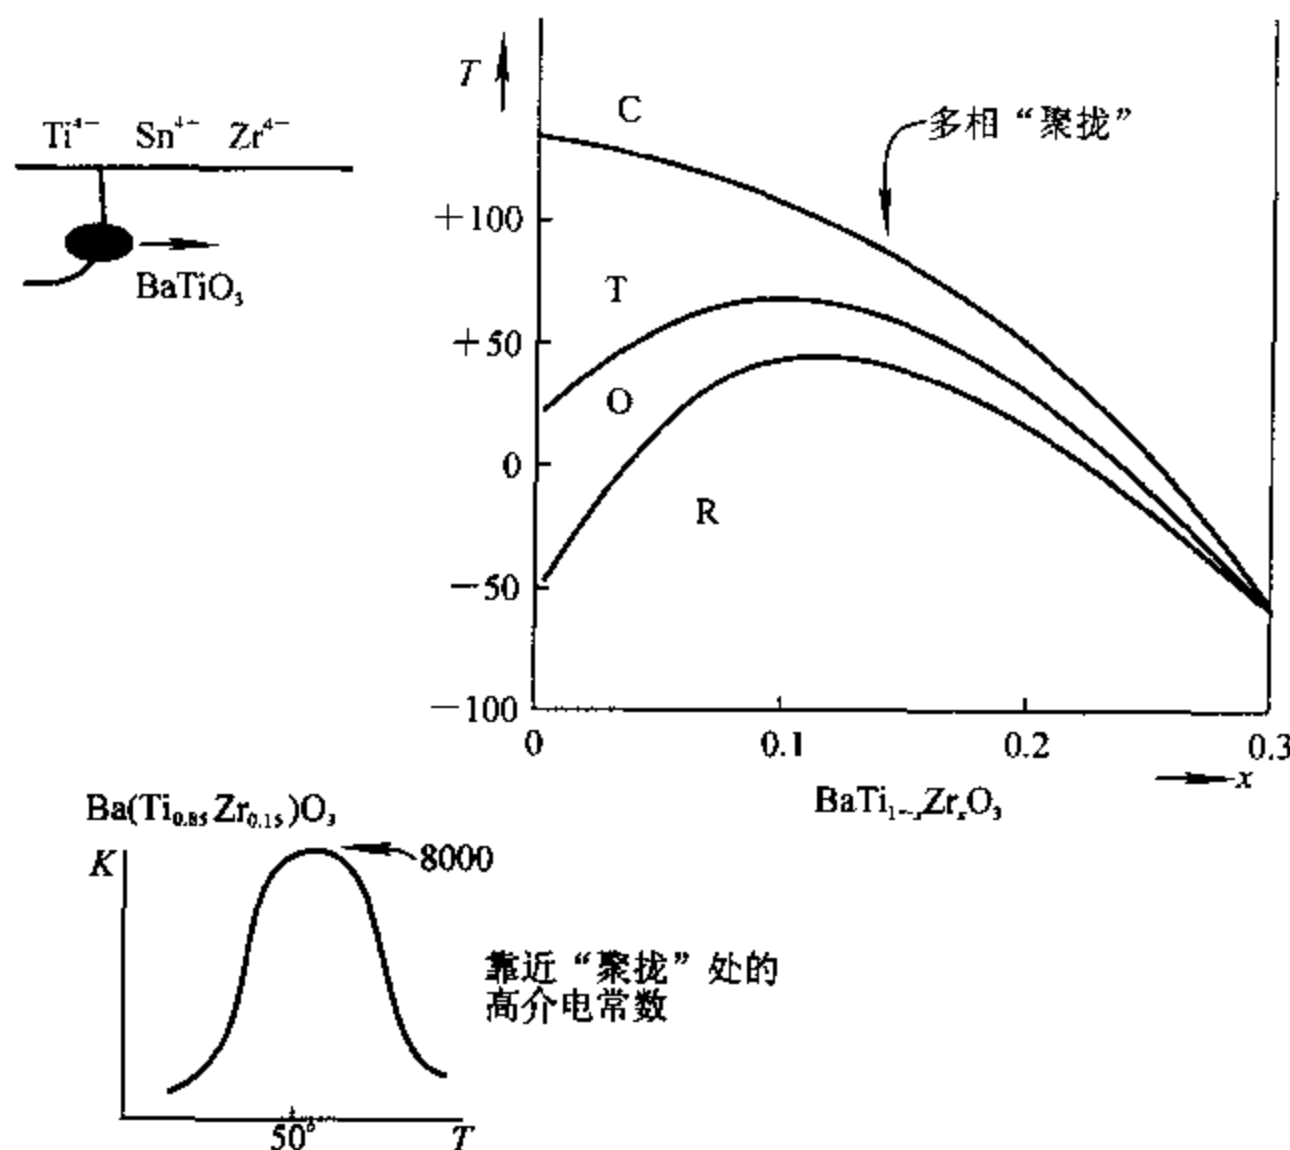 Ti⁴⁻ Sn⁴⁻ Zr⁴⁻
BaTiO₃
T
C
多相“聚拢”
+100
T
+50
O
0
R
−50
−100
0 0.1 0.2 0.3
x
BaTi₁₋ₓZrₓO₃
Ba(Ti₀.₈₅Zr₀.₁₅)O₃
K
8000
靠近“聚拢”处的
高介电常数
50° T